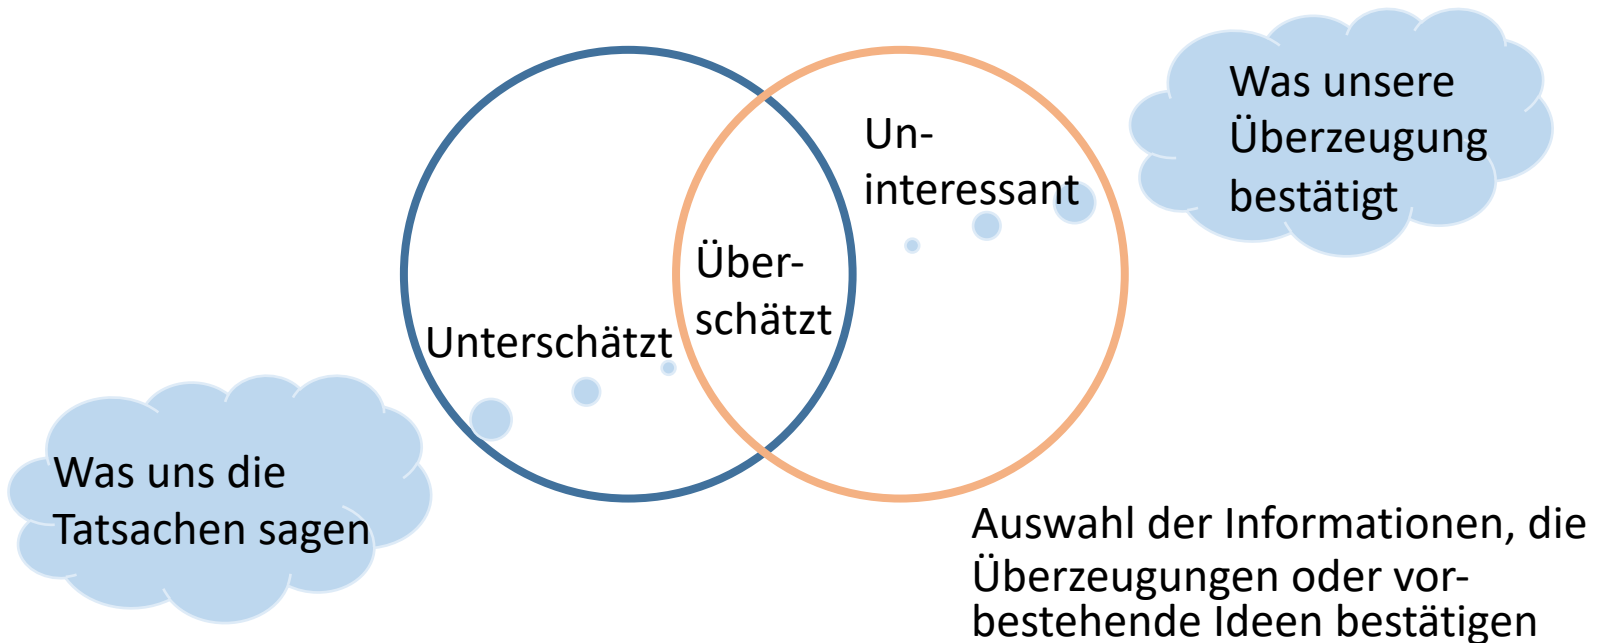 Was unsere
Überzeugung
bestätigt
Un-
interessant
Über-
schätzt
Unterschätzt
Was uns die
Tatsachen sagen
Auswahl der Informationen, die
Überzeugungen oder vor-
bestehende Ideen bestätigen